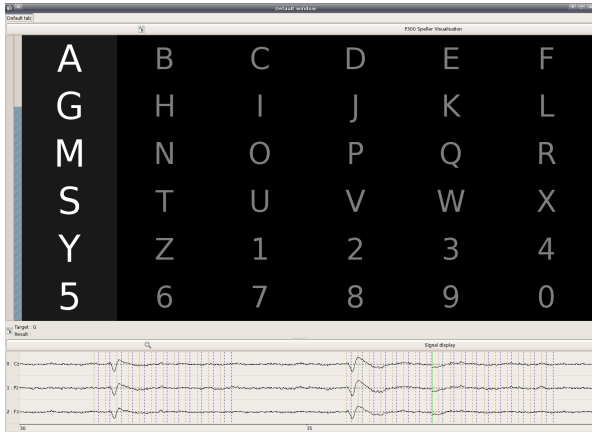 Default window
Default tab
P300 Speller Visualisation
A B C D E F
G H I J K L
M N O P Q R
S T U V W X
Y Z 1 2 3 4
5 6 7 8 9 0
Target : G
Result :
Signal display
0 : Cz
1 : Pz
2 : Fz
30 35